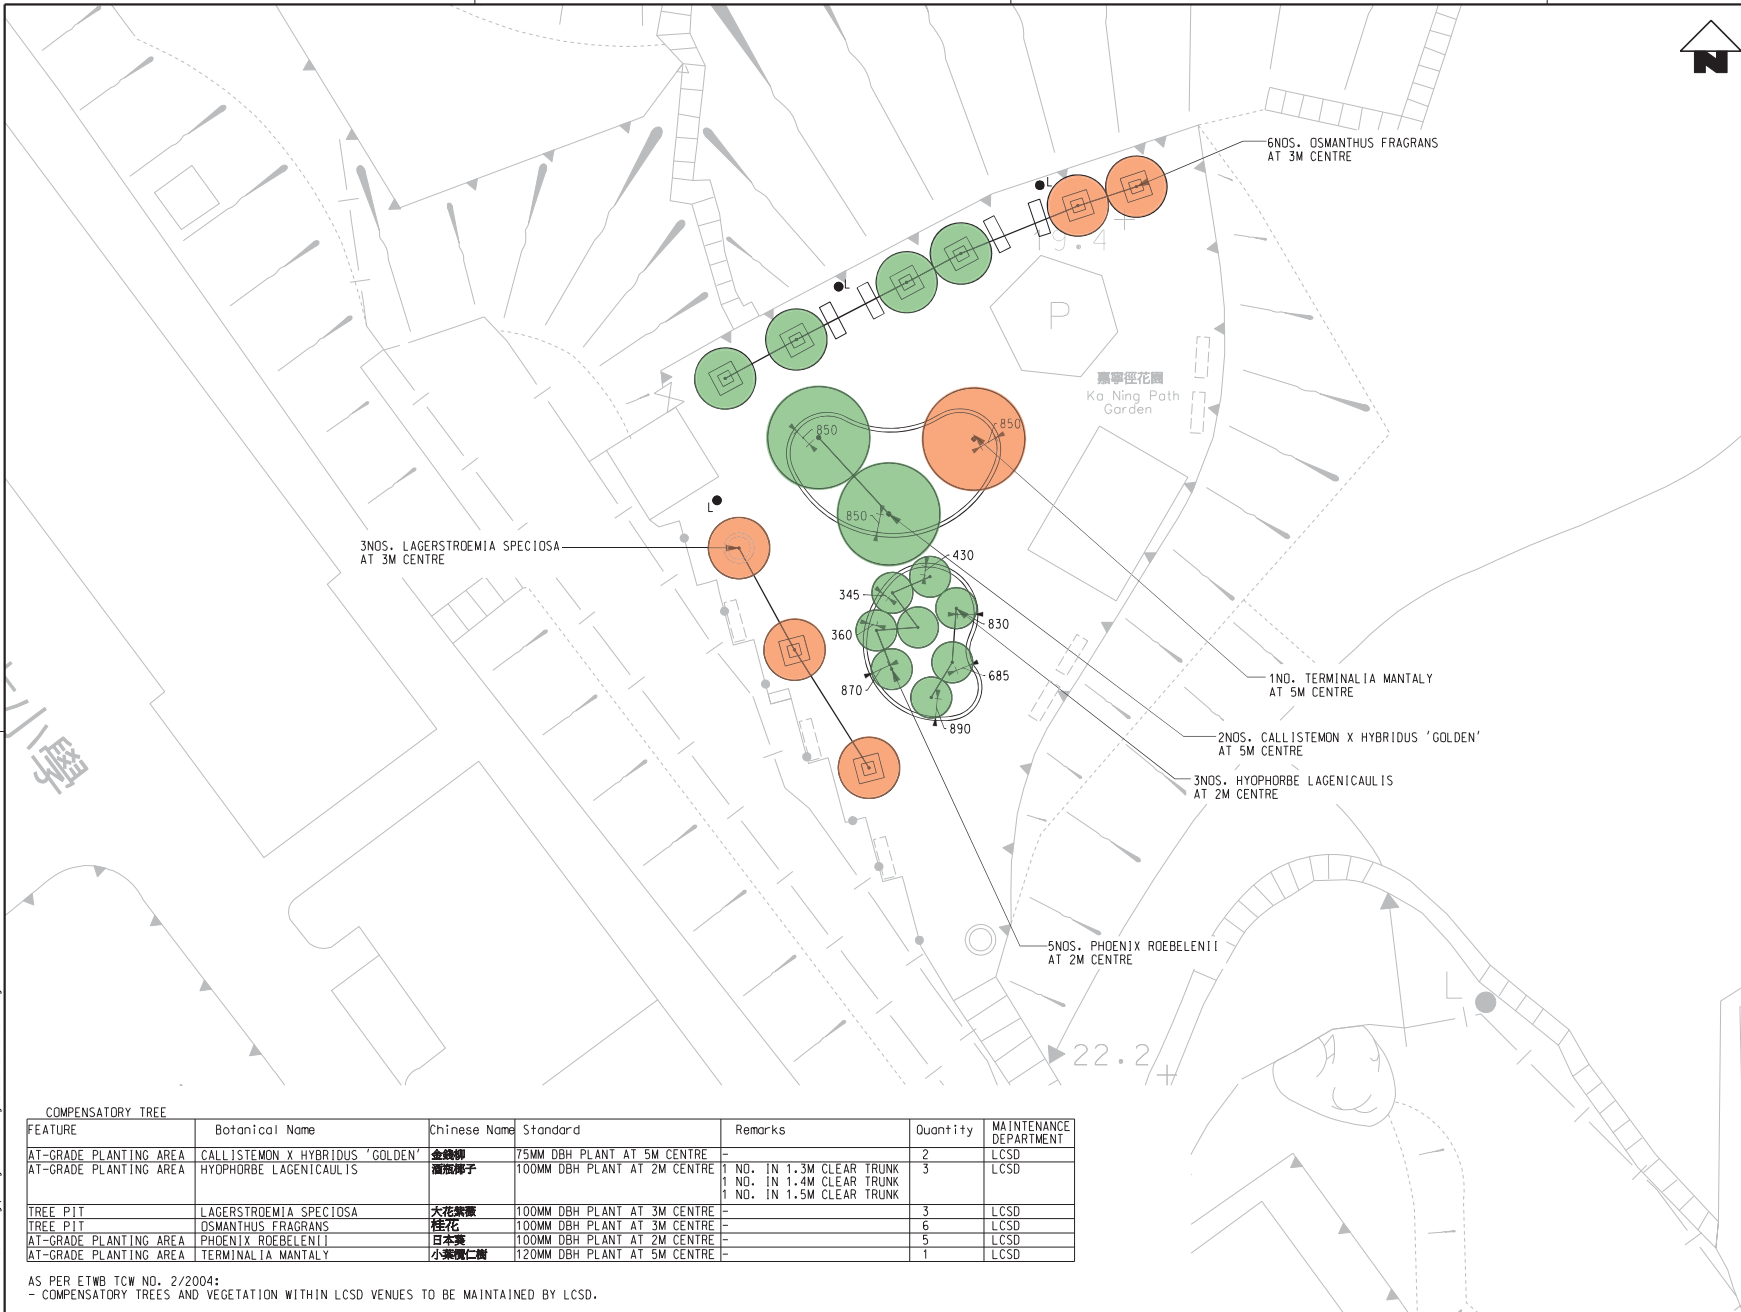 N
6NOS. OSMANTHUS FRAGRANS
AT 3M CENTRE
L
19.4
L
P
嘉寧徑花園
Ka Ning Path
Garden
850
850
850
L
3NOS. LAGERSTROEMIA SPECIOSA
AT 3M CENTRE
430
345
830
360
685
870
890
1NO. TERMINALIA MANTALY
AT 5M CENTRE
2NOS. CALLISTEMON X HYBRIDUS 'GOLDEN'
AT 5M CENTRE
3NOS. HYOPHORBE LAGENICAULIS
AT 2M CENTRE
小學
5NOS. PHOENIX ROEBELENII
AT 2M CENTRE
L
22.2
COMPENSATORY TREE
FEATURE Botanical Name Chinese Name Standard Remarks Quantity MAINTENANCE DEPARTMENT
AT-GRADE PLANTING AREA CALLISTEMON X HYBRIDUS 'GOLDEN' 金錢柳 75MM DBH PLANT AT 5M CENTRE - 2 LCSD
AT-GRADE PLANTING AREA HYOPHORBE LAGENICAULIS 酒瓶椰子 100MM DBH PLANT AT 2M CENTRE 1 NO. IN 1.3M CLEAR TRUNK 3 LCSD
1 NO. IN 1.4M CLEAR TRUNK
1 NO. IN 1.5M CLEAR TRUNK
TREE PIT LAGERSTROEMIA SPECIOSA 大花紫薇 100MM DBH PLANT AT 3M CENTRE - 3 LCSD
TREE PIT OSMANTHUS FRAGRANS 桂花 100MM DBH PLANT AT 3M CENTRE - 6 LCSD
AT-GRADE PLANTING AREA PHOENIX ROEBELENII 日本葵 100MM DBH PLANT AT 2M CENTRE - 5 LCSD
AT-GRADE PLANTING AREA TERMINALIA MANTALY 小葉欖仁樹 120MM DBH PLANT AT 5M CENTRE - 1 LCSD
AS PER ETWB TCW NO. 2/2004:
- COMPENSATORY TREES AND VEGETATION WITHIN LCSD VENUES TO BE MAINTAINED BY LCSD.